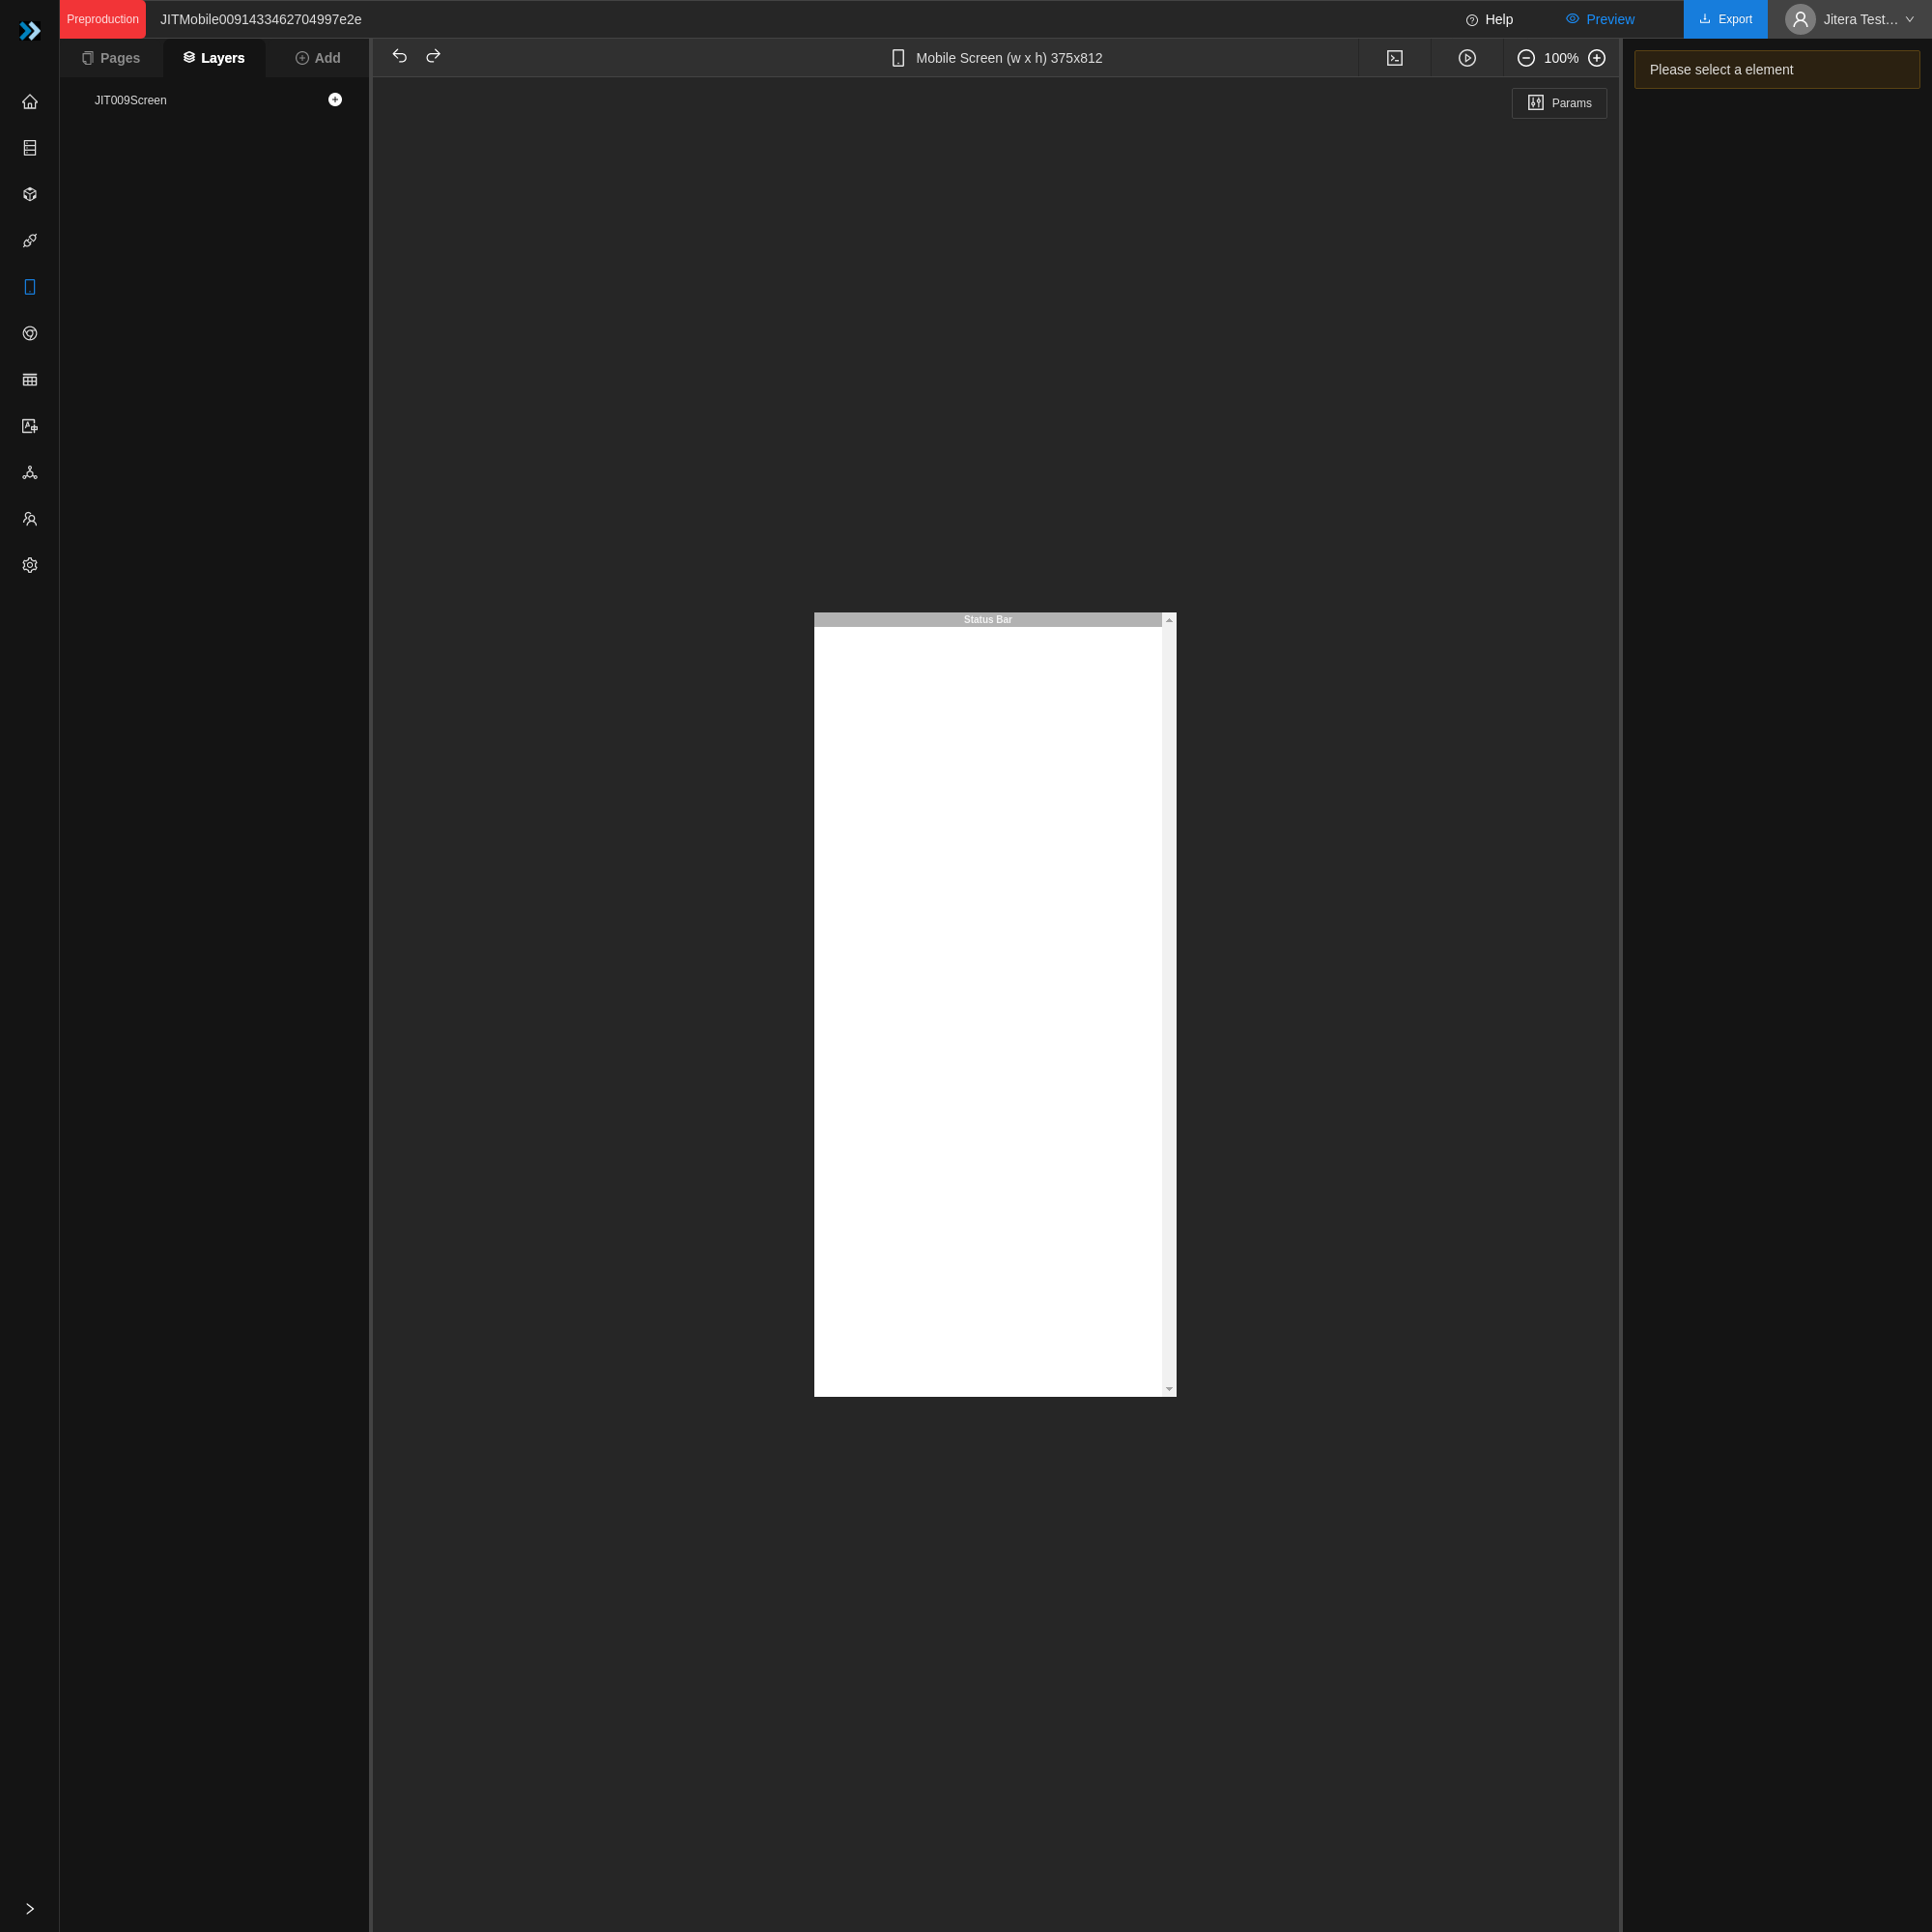 Preproduction
JITMobile0091433462704997e2e
Help
Preview
Export
Jitera Test…
Pages
Layers
Add
Mobile Screen (w x h) 375x812
100%
Please select a element
JIT009Screen
Params
Status Bar